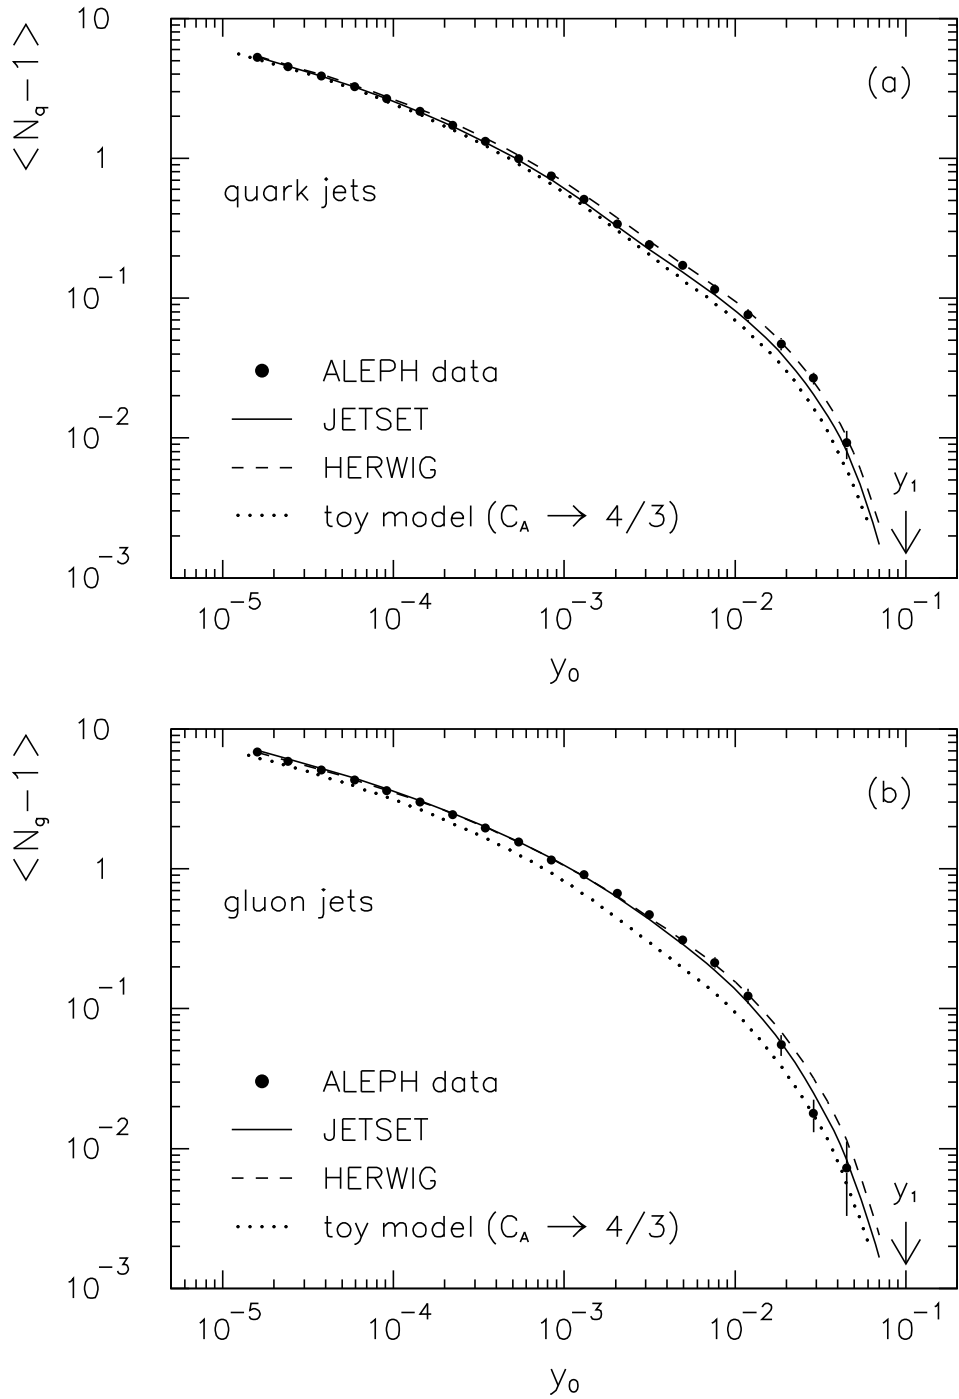 10
<N_q − 1>
(a)
1
quark jets
10^−1
ALEPH data
JETSET
10^−2
HERWIG
y_1
toy model (C_A → 4/3)
10^−3
10^−5 10^−4 10^−3 10^−2 10^−1
y_0
10
<N_g − 1>
(b)
1
gluon jets
10^−1
ALEPH data
JETSET
10^−2
HERWIG
y_1
toy model (C_A → 4/3)
10^−3
10^−5 10^−4 10^−3 10^−2 10^−1
y_0